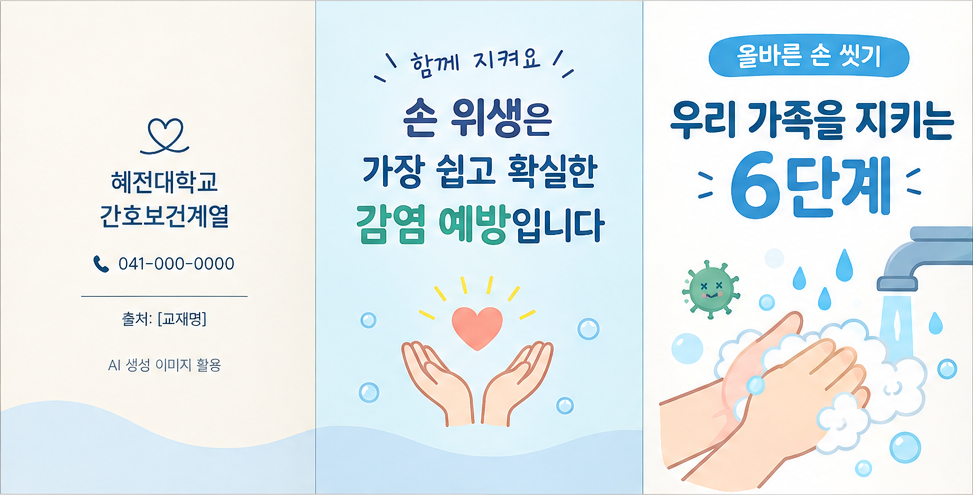 혜전대학교
간호보건계열
041-000-0000
출처: [교재명]
AI 생성 이미지 활용
함께 지켜요
손 위생은
가장 쉽고 확실한
감염 예방입니다
올바른 손 씻기
우리 가족을 지키는
6단계